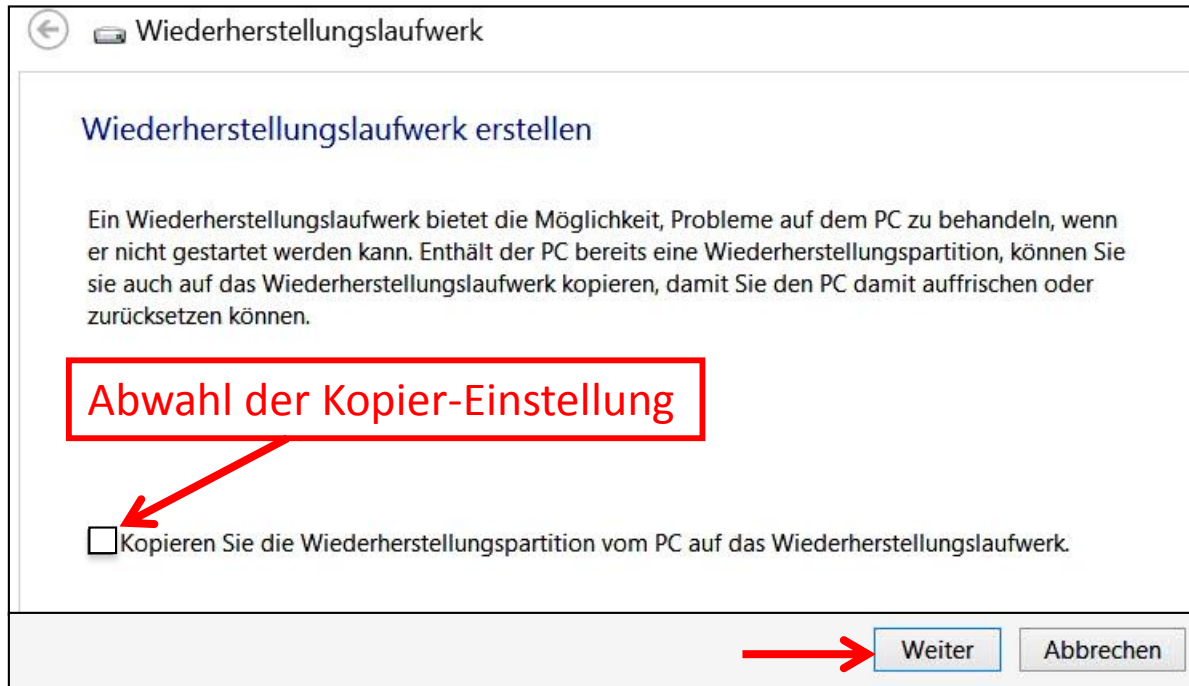 Wiederherstellungslaufwerk
Wiederherstellungslaufwerk erstellen
Ein Wiederherstellungslaufwerk bietet die Möglichkeit, Probleme auf dem PC zu behandeln, wenn
er nicht gestartet werden kann. Enthält der PC bereits eine Wiederherstellungspartition, können Sie
sie auch auf das Wiederherstellungslaufwerk kopieren, damit Sie den PC damit auffrischen oder
zurücksetzen können.
Abwahl der Kopier-Einstellung
Kopieren Sie die Wiederherstellungspartition vom PC auf das Wiederherstellungslaufwerk.
Weiter Abbrechen